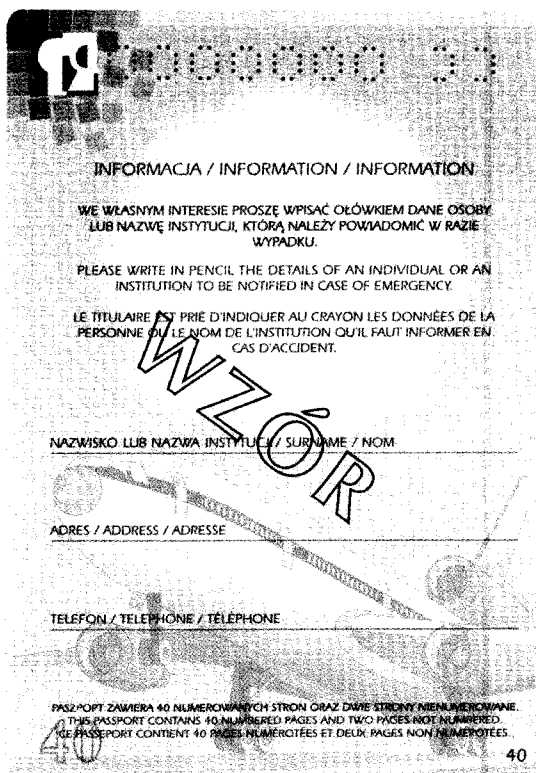 RP
0000000
INFORMACJA / INFORMATION / INFORMATION
WE WŁASNYM INTERESIE PROSZĘ WPISAĆ OŁÓWKIEM DANE OSOBY
LUB NAZWĘ INSTYTUCJI, KTÓRĄ NALEŻY POWIADOMIĆ W RAZIE
WYPADKU.
PLEASE WRITE IN PENCIL THE DETAILS OF AN INDIVIDUAL OR AN
INSTITUTION TO BE NOTIFIED IN CASE OF EMERGENCY.
LE TITULAIRE EST PRIÉ D'INDIQUER AU CRAYON LES DONNÉES DE LA
PERSONNE OU LE NOM DE L'INSTITUTION QU'IL FAUT INFORMER EN
CAS D'ACCIDENT.
WZÓR
NAZWISKO LUB NAZWA INSTYTUCJI / SURNAME / NOM
ADRES / ADDRESS / ADRESSE
TELEFON / TELEPHONE / TÉLÉPHONE
PASZPORT ZAWIERA 40 NUMEROWANYCH STRON ORAZ DWIE STRONY NIENUMEROWANE.
THIS PASSPORT CONTAINS 40 NUMBERED PAGES AND TWO PAGES NOT NUMBERED.
CE PASSEPORT CONTIENT 40 PAGES NUMÉROTÉES ET DEUX PAGES NON NUMÉROTÉES.
40
40